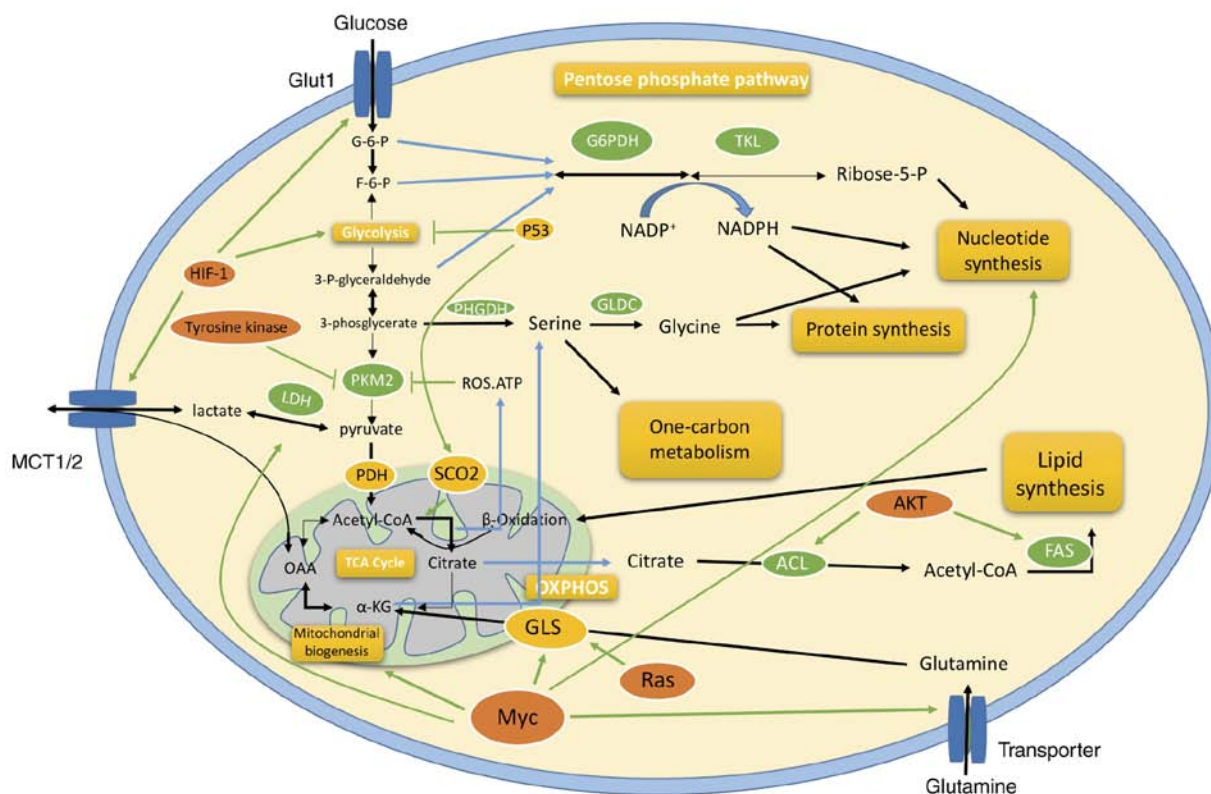 Glucose
Glut1
Pentose phosphate pathway
G-6-P
G6PDH
TKL
F-6-P
Ribose-5-P
Glycolysis
P53
NADP+
NADPH
Nucleotide
synthesis
HIF-1
3-P-glyceraldehyde
PHGDH
GLDC
Tyrosine kinase
3-phosglycerate
Serine
Glycine
Protein synthesis
PKM2
ROS.ATP
LDH
lactate
pyruvate
One-carbon
metabolism
MCT1/2
PDH
SCO2
Lipid
synthesis
AKT
Acetyl-CoA
β-Oxidation
OAA
TCA Cycle
Citrate
Citrate
ACL
FAS
Acetyl-CoA
OXPHOS
α-KG
Mitochondrial
biogenesis
GLS
Glutamine
Ras
Myc
Transporter
Glutamine